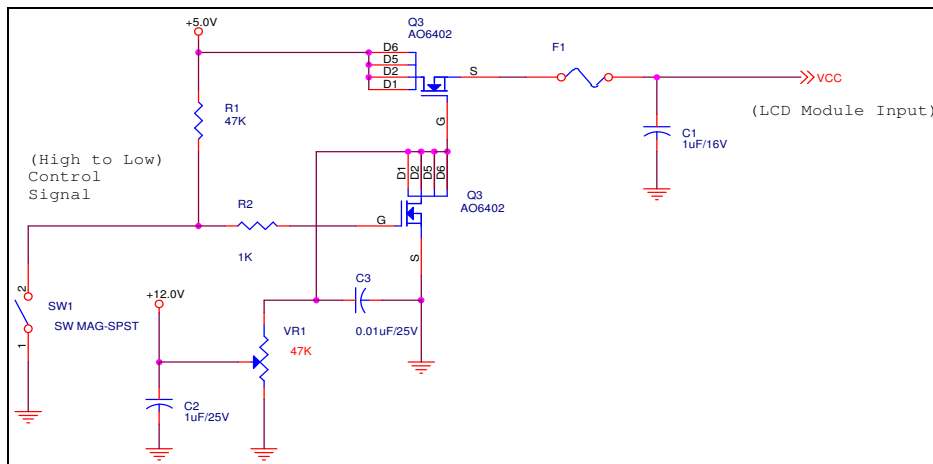 +5.0V
Q3
AO6402
D6
D5
D2
D1
S
G
F1
VCC
(LCD Module Input)
R1
47K
C1
1uF/16V
(High to Low)
Control
Signal
D1
D2
D5
D6
Q3
AO6402
R2
1K
G
S
2
SW1
SW MAG-SPST
1
+12.0V
C3
0.01uF/25V
VR1
47K
C2
1uF/25V